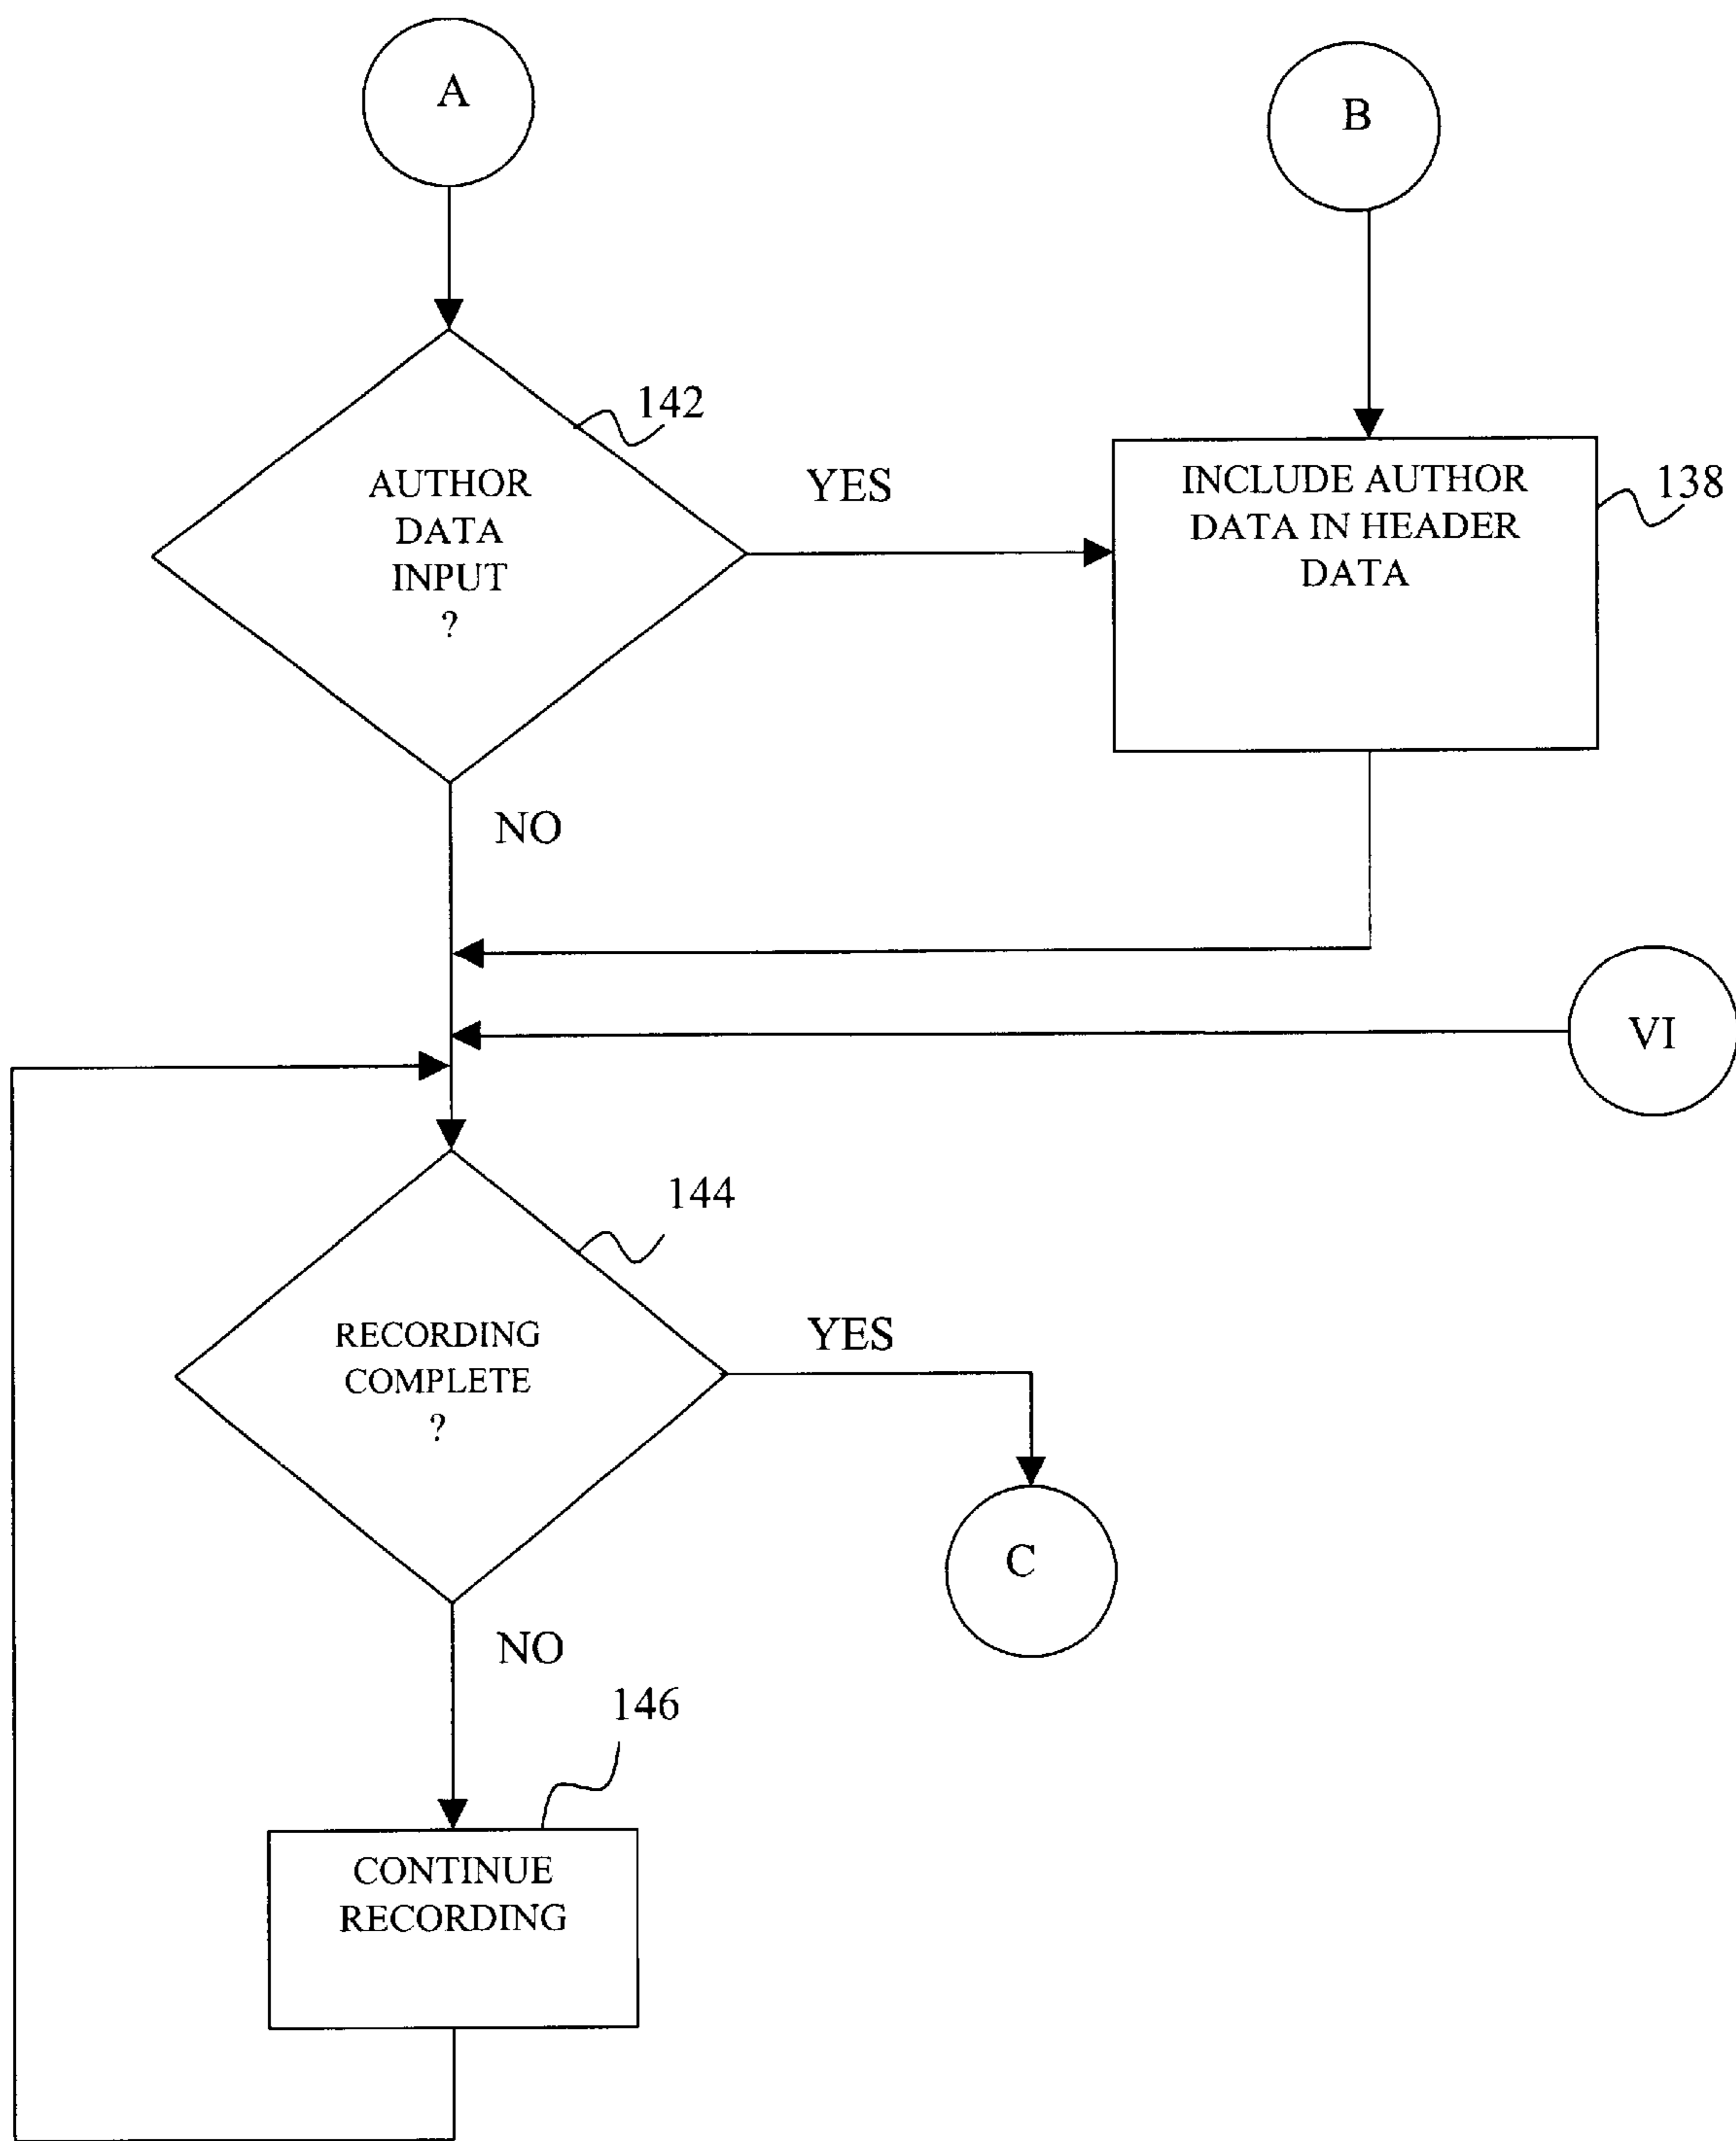 A
B
142
AUTHOR
DATA
INPUT
?
YES
INCLUDE AUTHOR
DATA IN HEADER
DATA
138
NO
VI
144
RECORDING
COMPLETE
?
YES
C
NO
146
CONTINUE
RECORDING